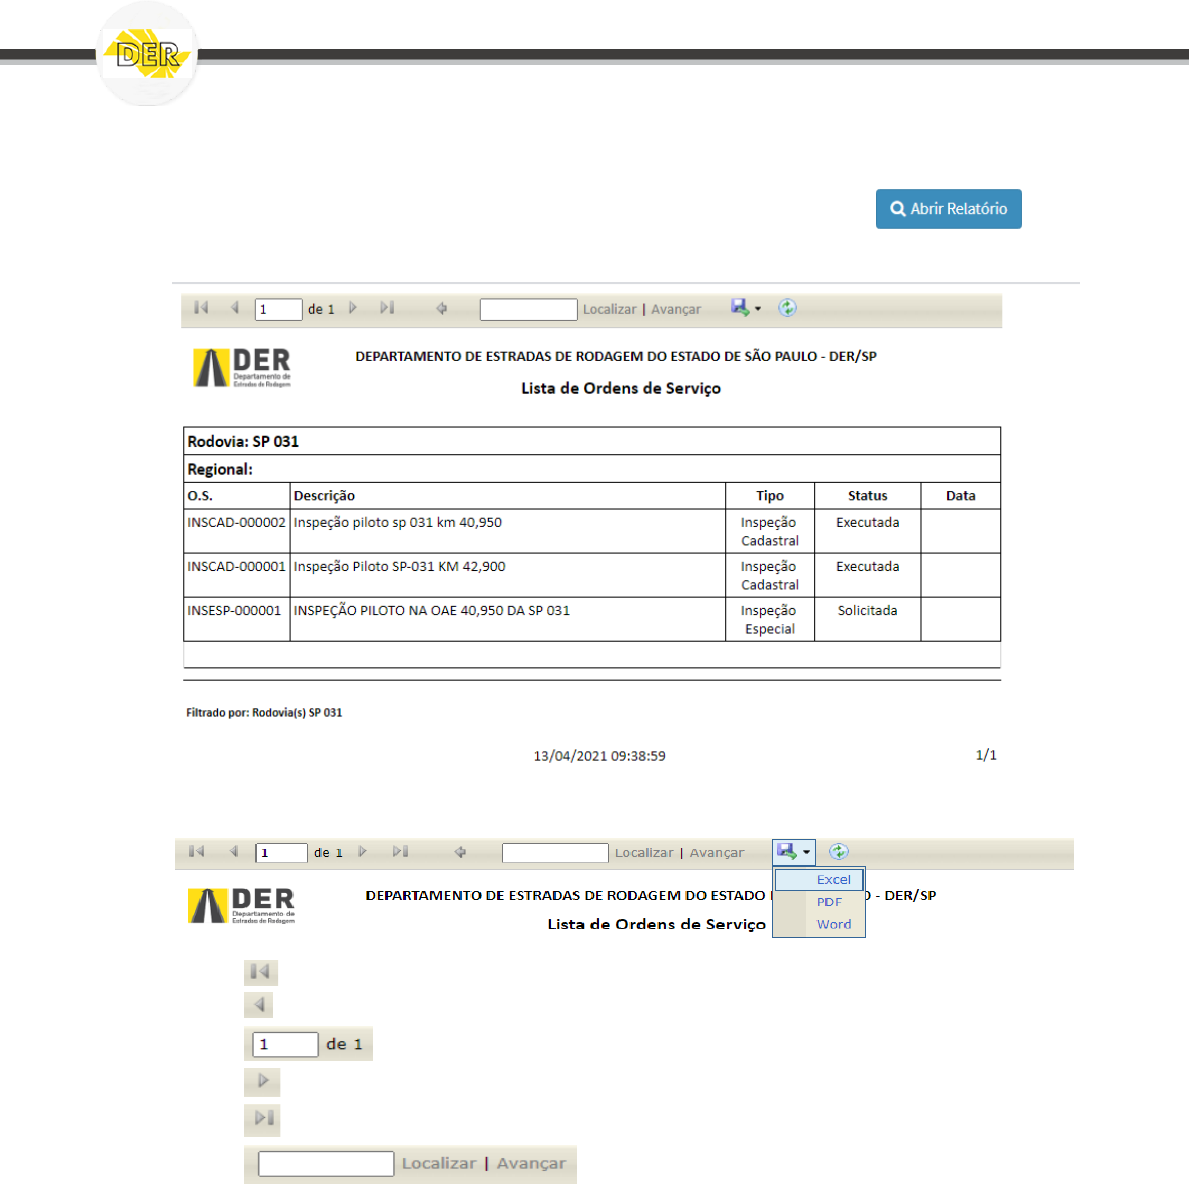 DER
Abrir Relatório
1 de 1 Localizar | Avançar
DER
Departamento de
Estradas de Rodagem
DEPARTAMENTO DE ESTRADAS DE RODAGEM DO ESTADO DE SÃO PAULO - DER/SP
Lista de Ordens de Serviço
Rodovia: SP 031
Regional:
O.S. Descrição Tipo Status Data
INSCAD-000002 Inspeção piloto sp 031 km 40,950 Inspeção Cadastral Executada
INSCAD-000001 Inspeção Piloto SP-031 KM 42,900 Inspeção Cadastral Executada
INSESP-000001 INSPEÇÃO PILOTO NA OAE 40,950 DA SP 031 Inspeção Especial Solicitada
Filtrado por: Rodovia(s) SP 031
13/04/2021 09:38:59 1/1
1 de 1 Localizar | Avançar
Excel
PDF
Word
DER
Departamento de
Estradas de Rodagem
DEPARTAMENTO DE ESTRADAS DE RODAGEM DO ESTADO O - DER/SP
Lista de Ordens de Serviço
1 de 1
Localizar | Avançar